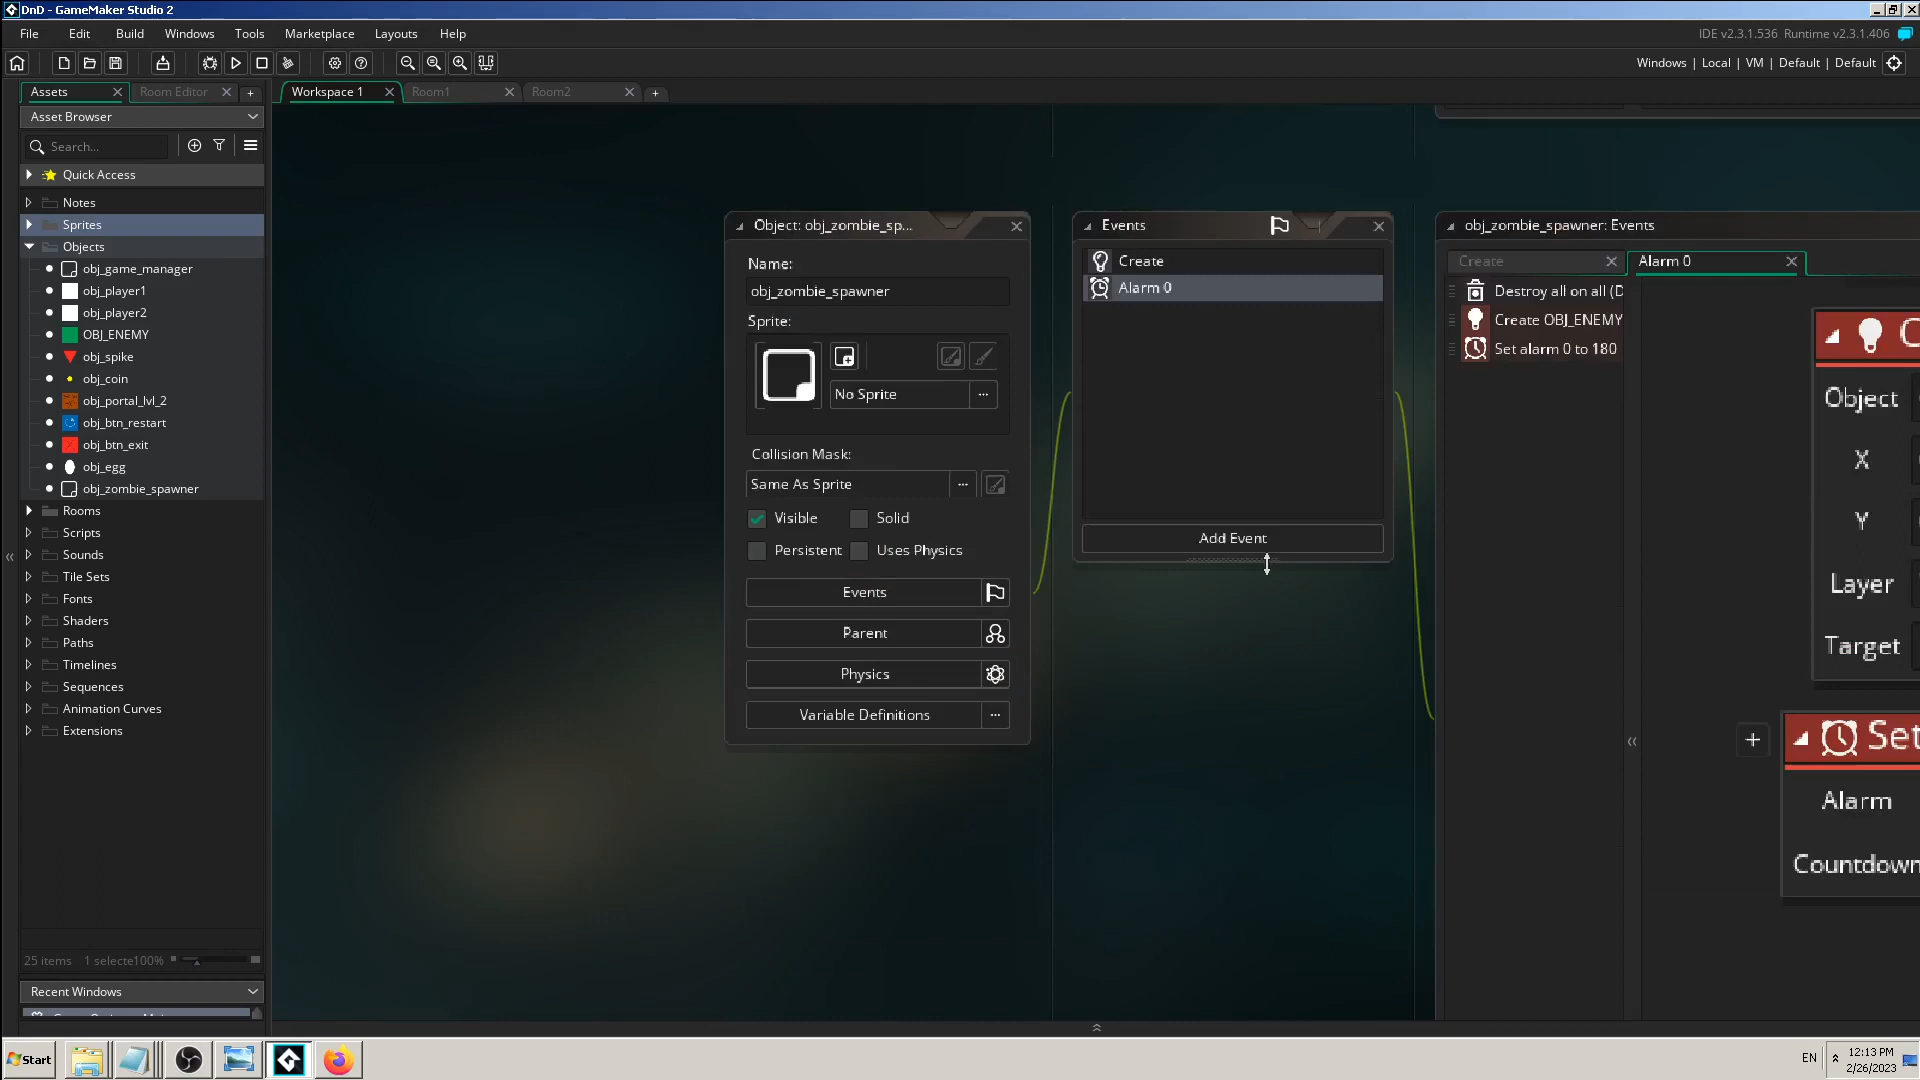 DnD - GameMaker Studio 2
File Edit Build Windows Tools Marketplace Layouts Help
IDE v2.3.1.536 Runtime v2.3.1.406
Windows | Local | VM | Default | Default
Assets
Room Editor
Workspace 1
Room1
Room2
Asset Browser
Search...
Quick Access
Notes
Sprites
Objects
obj_game_manager
obj_player1
obj_player2
OBJ_ENEMY
obj_spike
obj_coin
obj_portal_lvl_2
obj_btn_restart
obj_btn_exit
obj_egg
obj_zombie_spawner
Rooms
Scripts
Sounds
Tile Sets
Fonts
Shaders
Paths
Timelines
Sequences
Animation Curves
Extensions
25 items 1 selecte100%
Recent Windows
Object: obj_zombie_sp...
Name:
obj_zombie_spawner
Sprite:
No Sprite
Collision Mask:
Same As Sprite
Visible Solid
Persistent Uses Physics
Events
Parent
Physics
Variable Definitions
Events
Create
Alarm 0
Add Event
obj_zombie_spawner: Events
Create
Alarm 0
Destroy all on all (D
Create OBJ_ENEMY
Set alarm 0 to 180
Object
X
Y
Layer
Target
Set
Alarm
Countdown
Start
EN
12:13 PM
2/26/2023